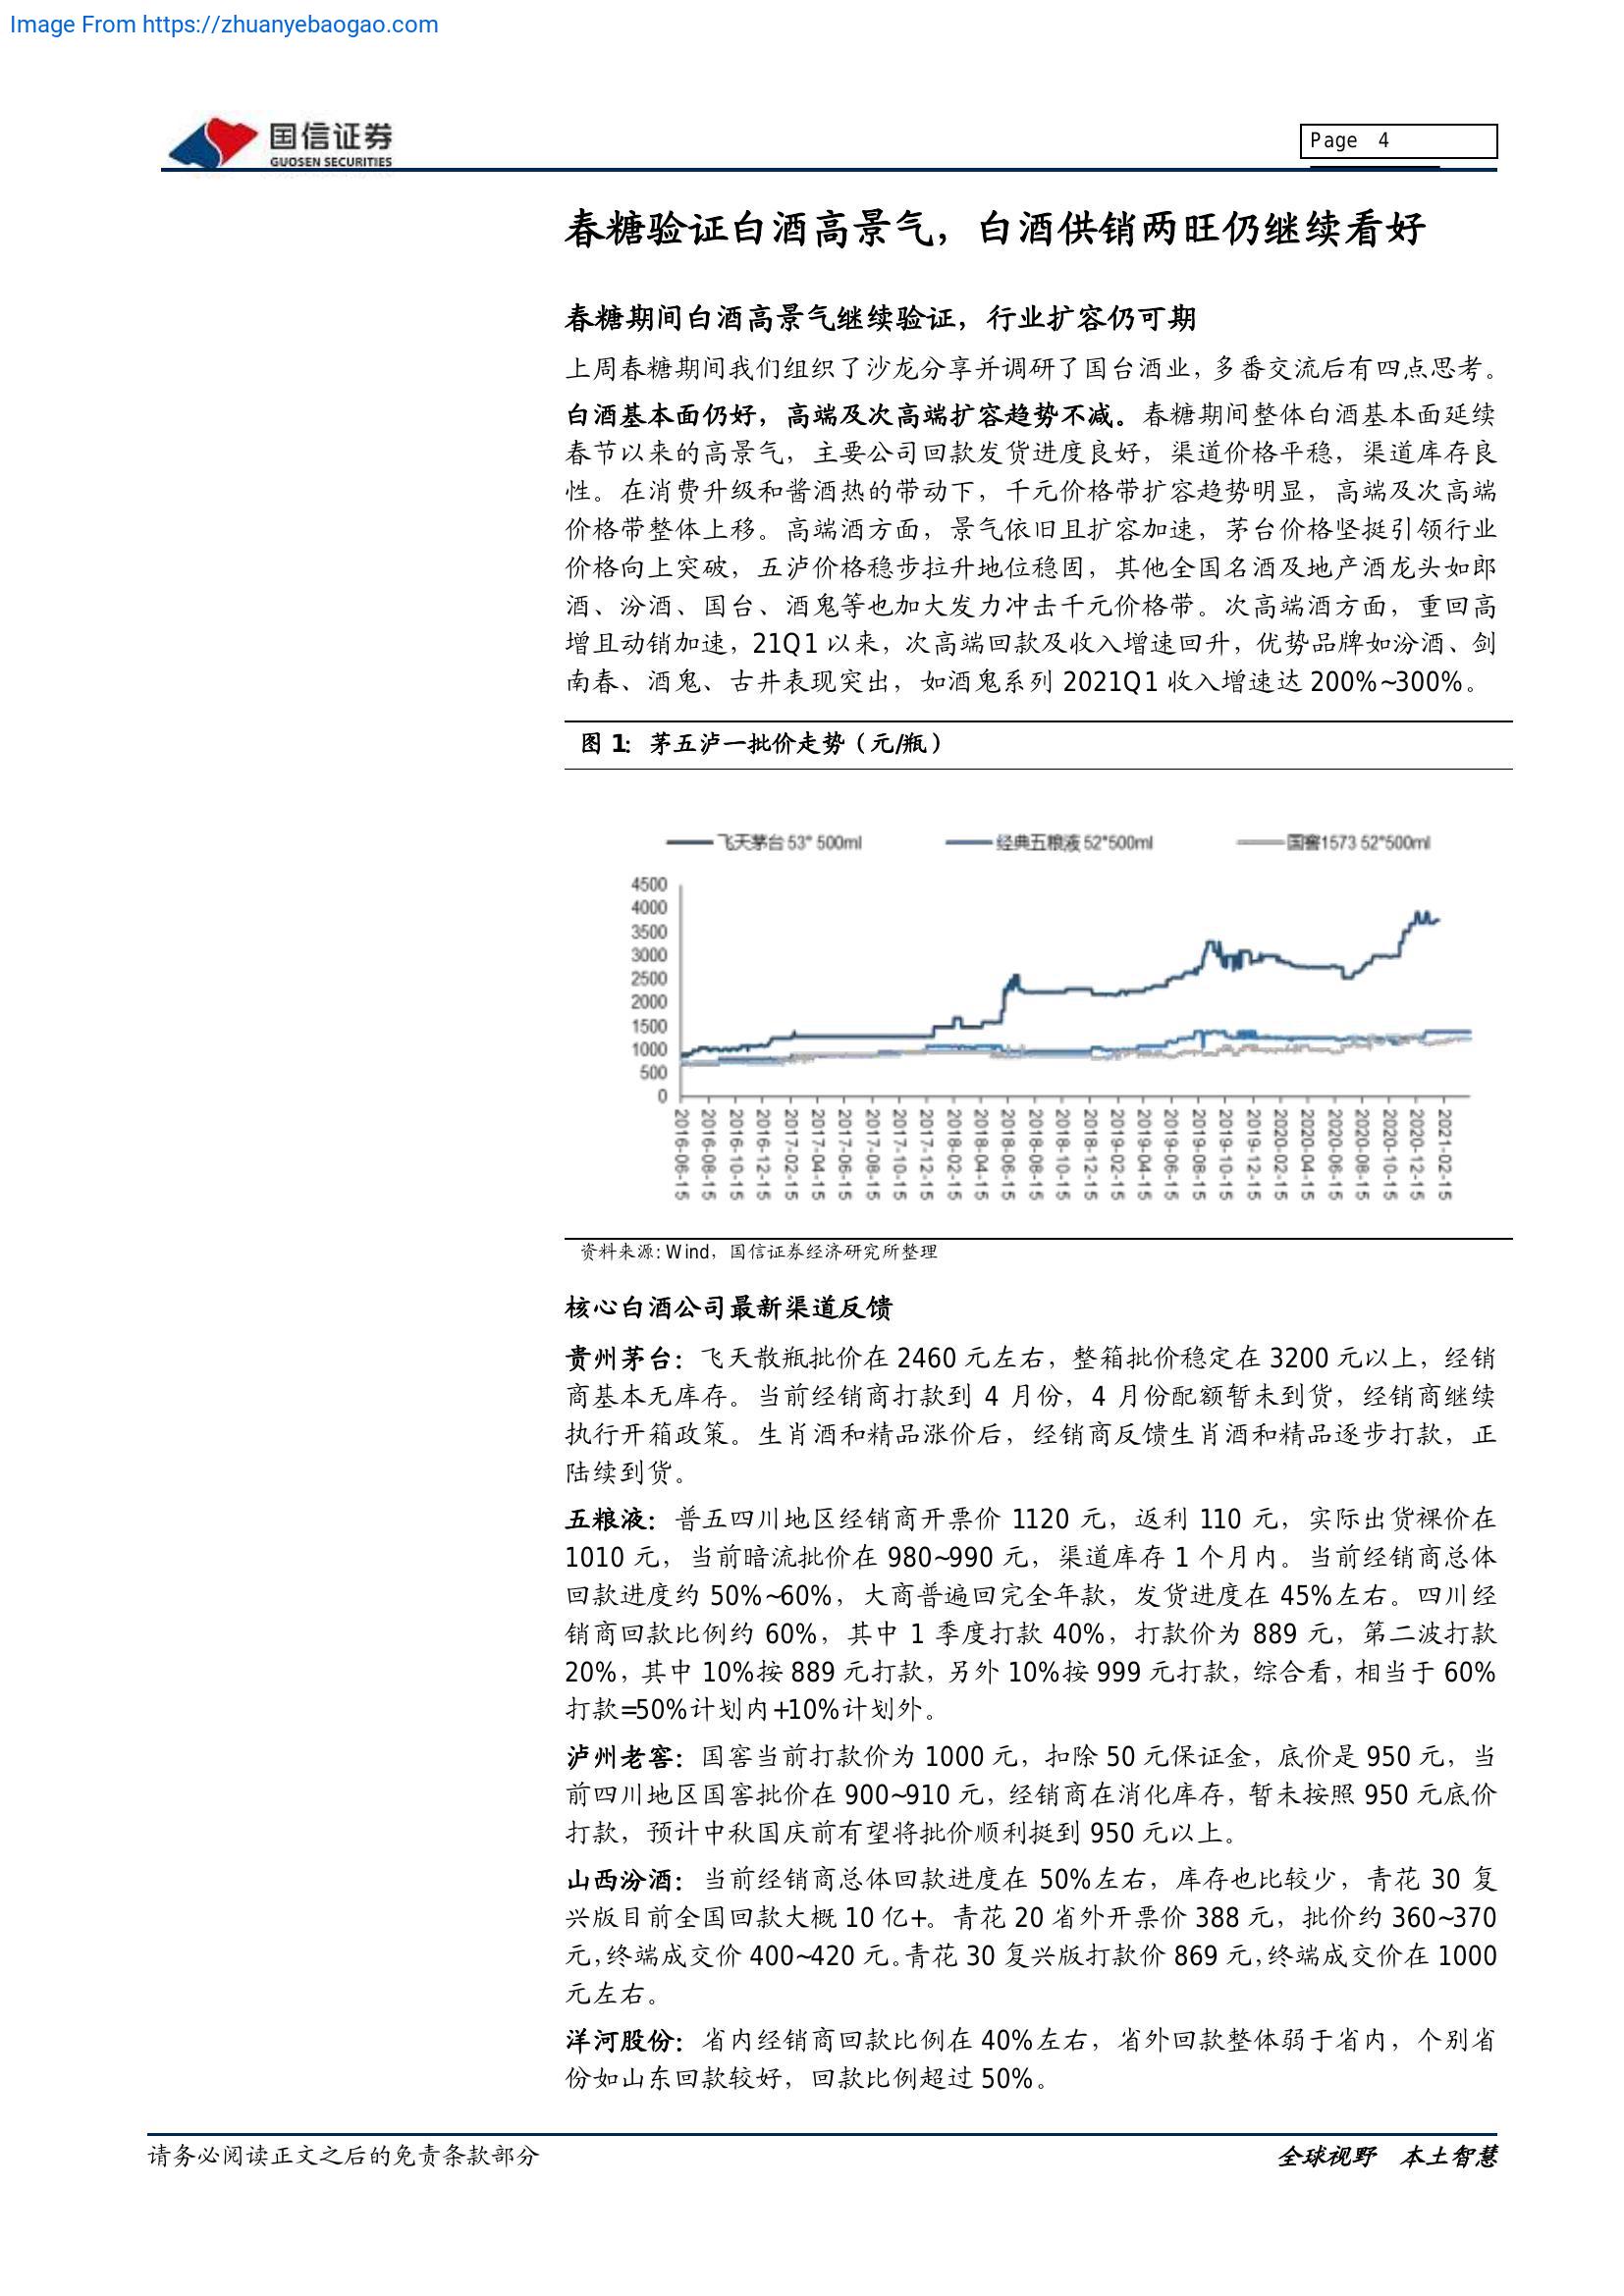 Image From https://zhuanyebaogao.com
国信证券
GUOSEN SECURITIES
Page 4
春糖验证白酒高景气，白酒供销两旺仍继续看好
春糖期间白酒高景气继续验证，行业扩容仍可期
上周春糖期间我们组织了沙龙分享并调研了国台酒业，多番交流后有四点思考。
白酒基本面仍好，高端及次高端扩容趋势不减。春糖期间整体白酒基本面延续
春节以来的高景气，主要公司回款发货进度良好，渠道价格平稳，渠道库存良
性。在消费升级和酱酒热的带动下，千元价格带扩容趋势明显，高端及次高端
价格带整体上移。高端酒方面，景气依旧且扩容加速，茅台价格坚挺引领行业
价格向上突破，五泸价格稳步拉升地位稳固，其他全国名酒及地产酒龙头如郎
酒、汾酒、国台、酒鬼等也加大发力冲击千元价格带。次高端酒方面，重回高
增且动销加速，21Q1 以来，次高端回款及收入增速回升，优势品牌如汾酒、剑
南春、酒鬼、古井表现突出，如酒鬼系列 2021Q1 收入增速达 200%~300%。
图 1：茅五泸一批价走势（元/瓶）
飞天茅台 53° 500ml 经典五粮液 52°500ml 国窖1573 52°500ml
4500
4000
3500
3000
2500
2000
1500
1000
500
0
2016-06-15 2016-08-15 2016-10-15 2016-12-15 2017-02-15 2017-04-15 2017-06-15 2017-08-15 2017-10-15 2017-12-15 2018-02-15 2018-04-15 2018-06-15 2018-08-15 2018-10-15 2018-12-15 2019-02-15 2019-04-15 2019-06-15 2019-08-15 2019-10-15 2019-12-15 2020-02-15 2020-04-15 2020-06-15 2020-08-15 2020-10-15 2020-12-15 2021-02-15
资料来源：Wind，国信证券经济研究所整理
核心白酒公司最新渠道反馈
贵州茅台：飞天散瓶批价在 2460 元左右，整箱批价稳定在 3200 元以上，经销
商基本无库存。当前经销商打款到 4 月份，4 月份配额暂未到货，经销商继续
执行开箱政策。生肖酒和精品涨价后，经销商反馈生肖酒和精品逐步打款，正
陆续到货。
五粮液：普五四川地区经销商开票价 1120 元，返利 110 元，实际出货裸价在
1010 元，当前暗流批价在 980~990 元，渠道库存 1 个月内。当前经销商总体
回款进度约 50%~60%，大商普遍回完全年款，发货进度在 45%左右。四川经
销商回款比例约 60%，其中 1 季度打款 40%，打款价为 889 元，第二波打款
20%，其中 10%按 889 元打款，另外 10%按 999 元打款，综合看，相当于 60%
打款=50%计划内+10%计划外。
泸州老窖：国窖当前打款价为 1000 元，扣除 50 元保证金，底价是 950 元，当
前四川地区国窖批价在 900~910 元，经销商在消化库存，暂未按照 950 元底价
打款，预计中秋国庆前有望将批价顺利挺到 950 元以上。
山西汾酒：当前经销商总体回款进度在 50%左右，库存也比较少，青花 30 复
兴版目前全国回款大概 10 亿+。青花 20 省外开票价 388 元，批价约 360~370
元，终端成交价 400~420 元。青花 30 复兴版打款价 869 元，终端成交价在 1000
元左右。
洋河股份：省内经销商回款比例在 40%左右，省外回款整体弱于省内，个别省
份如山东回款较好，回款比例超过 50%。
请务必阅读正文之后的免责条款部分
全球视野 本土智慧